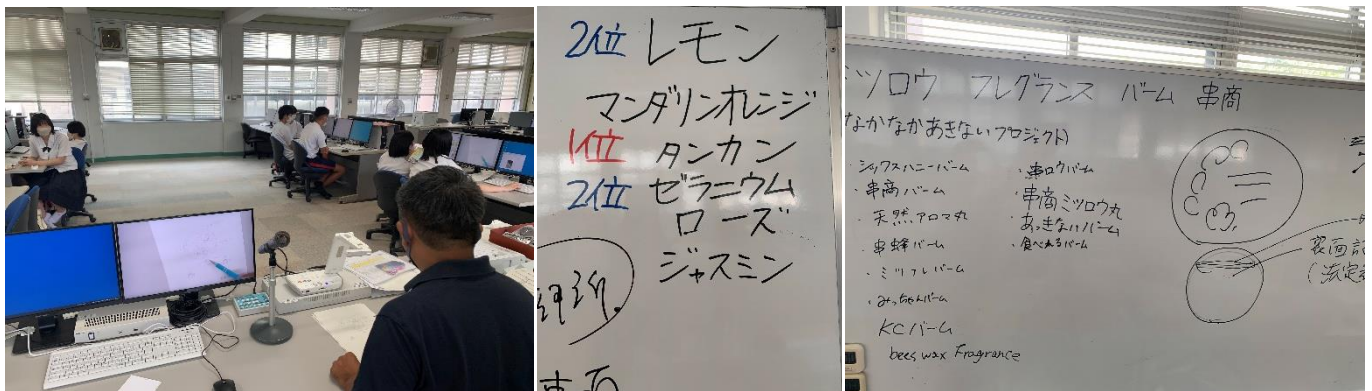 2位 レモン
マンダリンオレンジ
1位 タンカン
2位 ゼラニウム
ローズ
ジャスミン
ミツロウ フレグランス バーム 串商
なかなかあきないプロジェクト)
・シックスハニーバーム
・串商バーム
・天然アロマ丸
・串蜂バーム
・ミツフレバーム
・みっちゃんバーム
KCバーム
bees wax Fragrance
・串ロウバーム
・串商ミツロウ丸
・あっきないバーム
・食べれるバーム